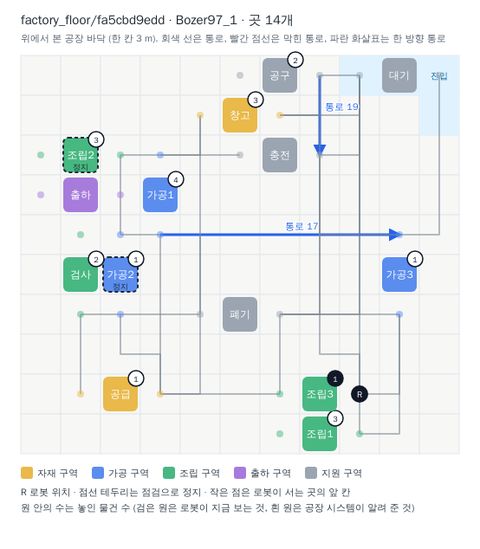 factory_floor/fa5cbd9edd · Bozer97_1 · 곳 14개
위에서 본 공장 바닥 (한 칸 3 m). 회색 선은 통로, 빨간 점선은 막힌 통로, 파란 화살표는 한 방향 통로
2
공구
대기
진입
3
창고
통로 19
3
조립2
정지
충전
4
출하
가공1
통로 17
2
검사
1
가공2
정지
1
가공3
폐기
1
공급
1
조립3
R
3
조립1
자재 구역
가공 구역
조립 구역
출하 구역
지원 구역
R 로봇 위치 · 점선 테두리는 점검으로 정지 · 작은 점은 로봇이 서는 곳의 앞 칸
원 안의 수는 놓인 물건 수 (검은 원은 로봇이 지금 보는 것, 흰 원은 공장 시스템이 알려 준 것)